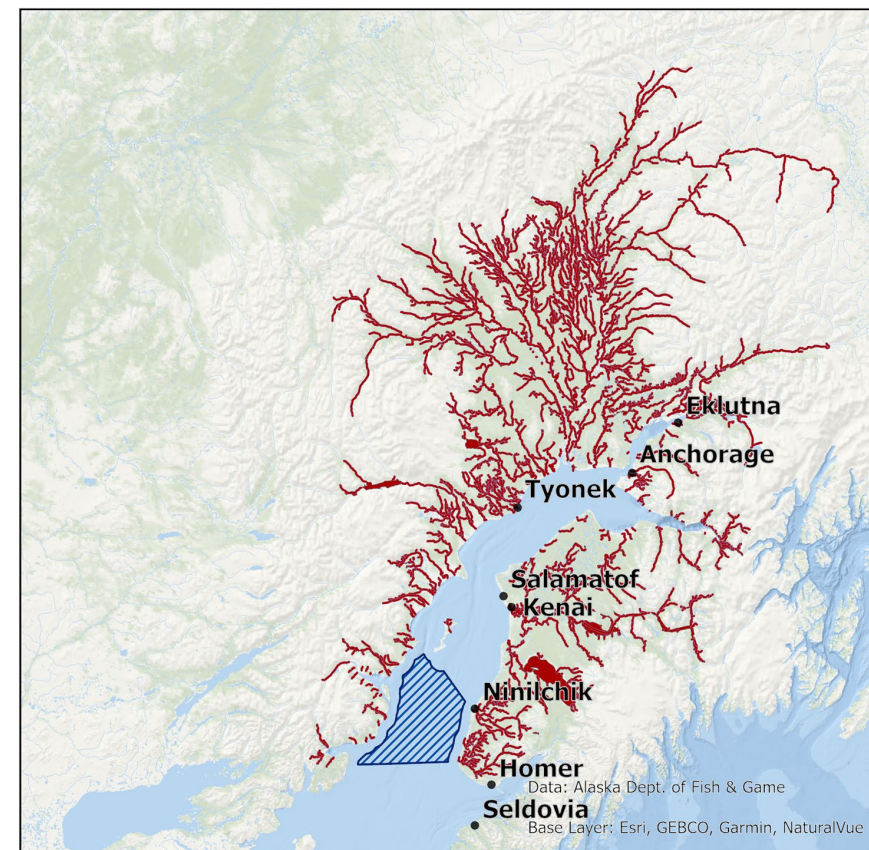 Eklutna
Anchorage
Tyonek
Salamatof
Kenai
Ninilchik
Homer
Data: Alaska Dept. of Fish & Game
Seldovia
Base Layer: Esri, GEBCO, Garmin, NaturalVue